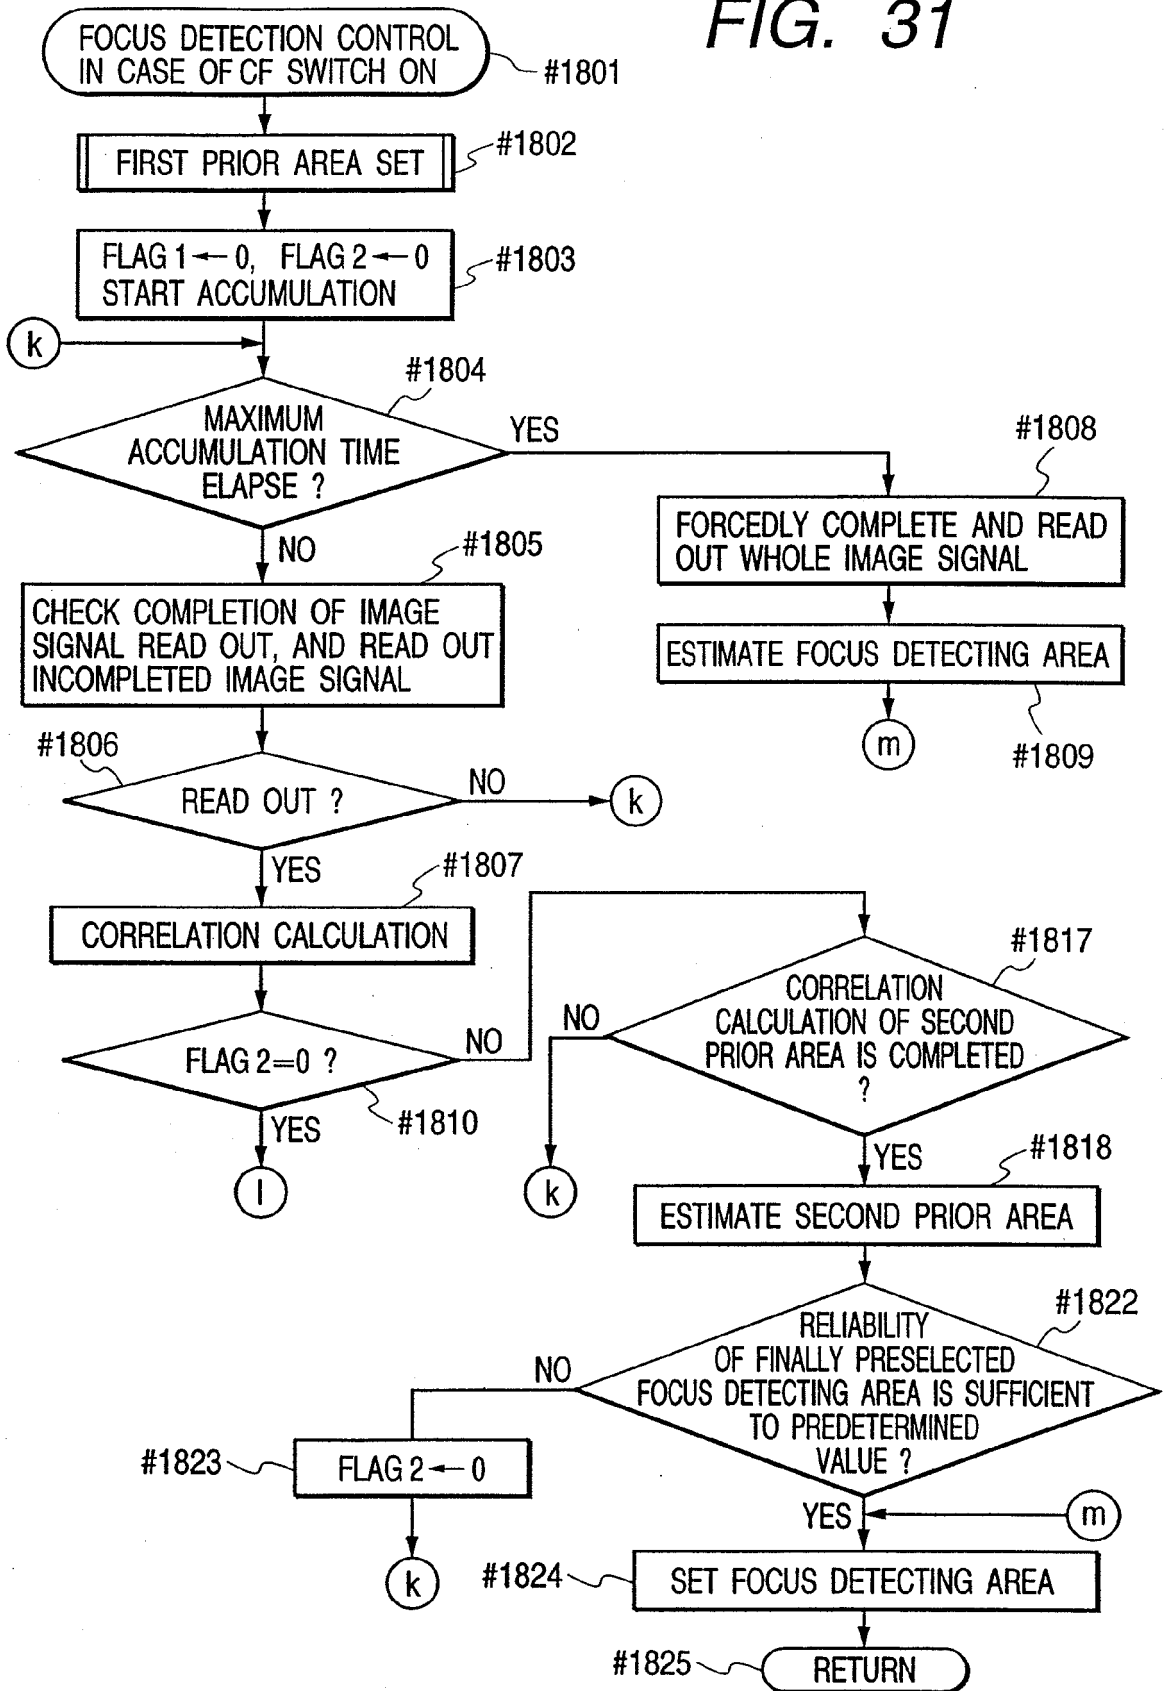 FIG. 31
FOCUS DETECTION CONTROL
IN CASE OF CF SWITCH ON
#1801
FIRST PRIOR AREA SET
#1802
FLAG 1←0, FLAG 2←0
START ACCUMULATION
#1803
k
#1804
MAXIMUM
ACCUMULATION TIME
ELAPSE ?
YES
NO
#1808
FORCEDLY COMPLETE AND READ
OUT WHOLE IMAGE SIGNAL
#1805
CHECK COMPLETION OF IMAGE
SIGNAL READ OUT, AND READ OUT
INCOMPLETED IMAGE SIGNAL
ESTIMATE FOCUS DETECTING AREA
#1809
m
#1806
READ OUT ?
NO
k
YES
#1807
CORRELATION CALCULATION
FLAG 2=0 ?
NO
#1810
YES
l
#1817
CORRELATION
CALCULATION OF SECOND
PRIOR AREA IS COMPLETED
?
NO
k
YES
#1818
ESTIMATE SECOND PRIOR AREA
#1822
RELIABILITY
OF FINALLY PRESELECTED
FOCUS DETECTING AREA IS SUFFICIENT
TO PREDETERMINED
VALUE ?
NO
#1823
FLAG 2←0
k
YES
m
#1824
SET FOCUS DETECTING AREA
#1825
RETURN